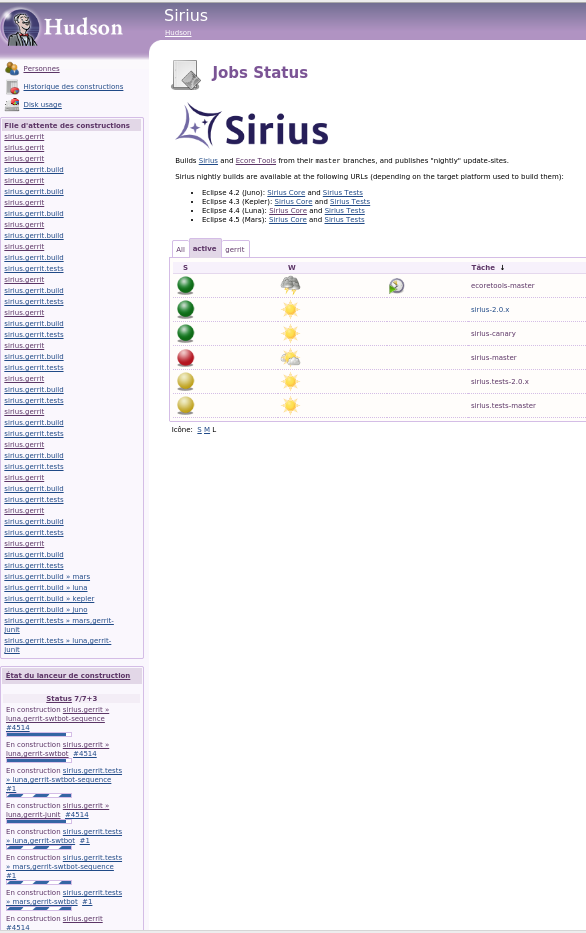 Hudson
Sirius
Hudson
Personnes
Historique des constructions
Disk usage
File d'attente des constructions
sirius.gerrit
sirius.gerrit
sirius.gerrit
sirius.gerrit.build
sirius.gerrit
sirius.gerrit.build
sirius.gerrit
sirius.gerrit.build
sirius.gerrit
sirius.gerrit.build
sirius.gerrit
sirius.gerrit.build
sirius.gerrit.tests
sirius.gerrit
sirius.gerrit.build
sirius.gerrit.tests
sirius.gerrit
sirius.gerrit.build
sirius.gerrit.tests
sirius.gerrit
sirius.gerrit.build
sirius.gerrit.tests
sirius.gerrit
sirius.gerrit.build
sirius.gerrit.tests
sirius.gerrit
sirius.gerrit.build
sirius.gerrit.tests
sirius.gerrit
sirius.gerrit.build
sirius.gerrit.tests
sirius.gerrit
sirius.gerrit.build
sirius.gerrit.tests
sirius.gerrit
sirius.gerrit.build
sirius.gerrit.tests
sirius.gerrit
sirius.gerrit.build
sirius.gerrit.tests
sirius.gerrit.build » mars
sirius.gerrit.build » luna
sirius.gerrit.build » kepler
sirius.gerrit.build » juno
sirius.gerrit.tests » mars,gerrit-
junit
sirius.gerrit.tests » luna,gerrit-
junit
État du lanceur de construction
Status 7/7+3
En construction sirius.gerrit »
luna,gerrit-swtbot-sequence
#4514
En construction sirius.gerrit »
luna,gerrit-swtbot #4514
En construction sirius.gerrit.tests
» luna,gerrit-swtbot-sequence
#1
En construction sirius.gerrit »
luna,gerrit-junit #4514
En construction sirius.gerrit.tests
» luna,gerrit-swtbot #1
En construction sirius.gerrit.tests
» mars,gerrit-swtbot-sequence
#1
En construction sirius.gerrit.tests
» mars,gerrit-swtbot #1
En construction sirius.gerrit
#4514
Jobs Status
Sirius
Builds Sirius and Ecore Tools from their master branches, and publishes "nightly" update-sites.
Sirius nightly builds are available at the following URLs (depending on the target platform used to build them):
• Eclipse 4.2 (Juno): Sirius Core and Sirius Tests
• Eclipse 4.3 (Kepler): Sirius Core and Sirius Tests
• Eclipse 4.4 (Luna): Sirius Core and Sirius Tests
• Eclipse 4.5 (Mars): Sirius Core and Sirius Tests
All active gerrit
S W Tâche ↓
ecoretools-master
sirius-2.0.x
sirius-canary
sirius-master
sirius.tests-2.0.x
sirius.tests-master
Icône: S M L